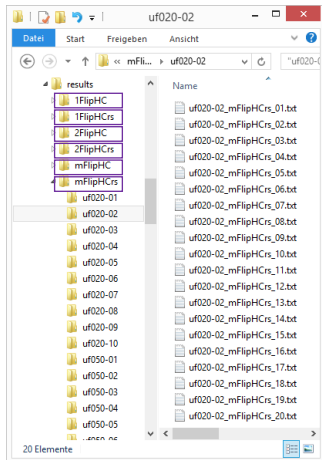 uf020-02
Datei Start Freigeben Ansicht
« mFli... uf020-02 "uf020-0
results
1FlipHC
1FlipHCrs
2FlipHC
2FlipHCrs
mFlipHC
mFlipHCrs
uf020-01
uf020-02
uf020-03
uf020-04
uf020-05
uf020-06
uf020-07
uf020-08
uf020-09
uf020-10
uf050-01
uf050-02
uf050-03
uf050-04
uf050-05
Name
uf020-02_mFlipHCrs_01.txt
uf020-02_mFlipHCrs_02.txt
uf020-02_mFlipHCrs_03.txt
uf020-02_mFlipHCrs_04.txt
uf020-02_mFlipHCrs_05.txt
uf020-02_mFlipHCrs_06.txt
uf020-02_mFlipHCrs_07.txt
uf020-02_mFlipHCrs_08.txt
uf020-02_mFlipHCrs_09.txt
uf020-02_mFlipHCrs_10.txt
uf020-02_mFlipHCrs_11.txt
uf020-02_mFlipHCrs_12.txt
uf020-02_mFlipHCrs_13.txt
uf020-02_mFlipHCrs_14.txt
uf020-02_mFlipHCrs_15.txt
uf020-02_mFlipHCrs_16.txt
uf020-02_mFlipHCrs_17.txt
uf020-02_mFlipHCrs_18.txt
uf020-02_mFlipHCrs_19.txt
uf020-02_mFlipHCrs_20.txt
20 Elemente